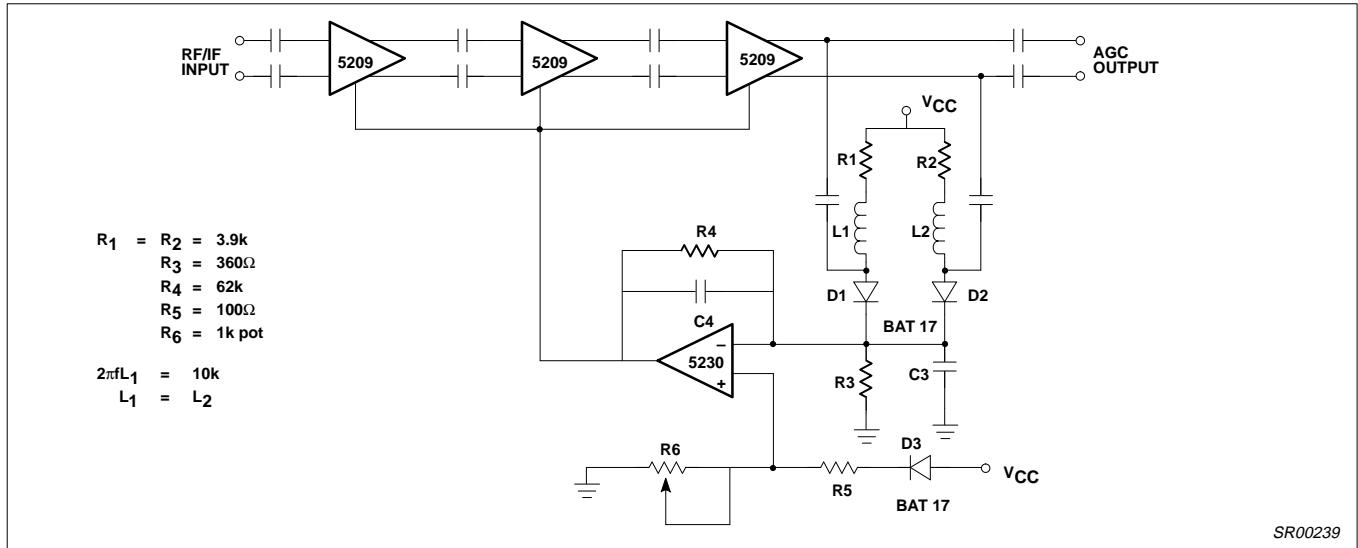 RF/IF
INPUT
5209
5209
5209
AGC
OUTPUT
VCC
R1
R2
L1
L2
R4
D1
D2
BAT 17
C4
−
5230
+
R3
C3
R1 = R2 = 3.9k
R3 = 360Ω
R4 = 62k
R5 = 100Ω
R6 = 1k pot
2πfL1 = 10k
L1 = L2
R6
R5
D3
BAT 17
VCC
SR00239